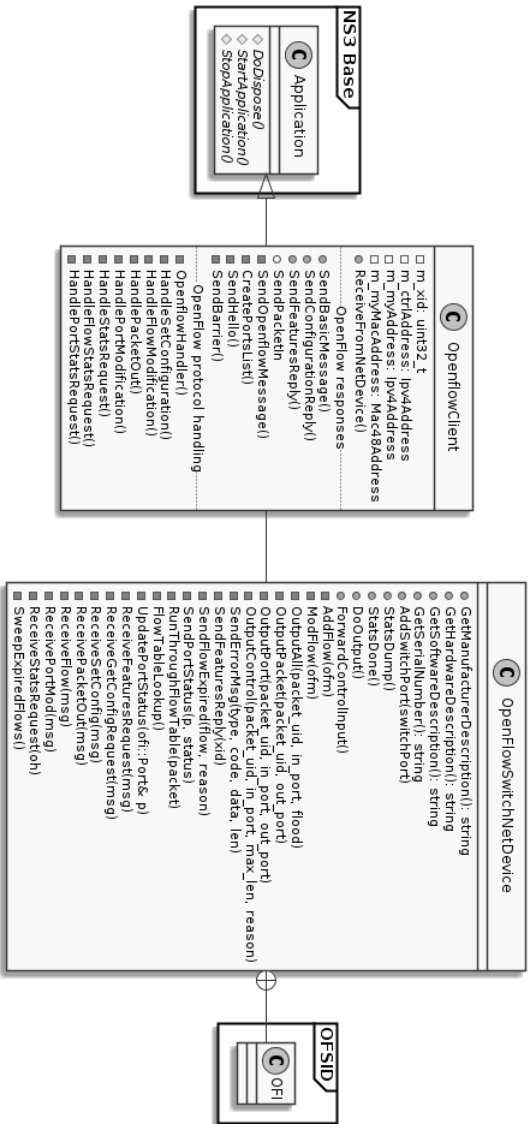 NS3 Base
C Application
DoDispose()
StartApplication()
StopApplication()
C OpenflowClient
m_xid: uint32_t
m_ctrlAddress: Ipv4Address
m_myAddress: Ipv4Address
m_myMacAddress: Mac48Address
ReceiveFromNetDevice()
OpenFlow responses
SendBasicMessage()
SendConfigurationReply()
SendFeaturesReply()
SendPacketIn
SendOpenflowMessage()
CreatePortsList()
SendHello()
SendBarrier()
OpenFlow protocol handling
OpenflowHandler()
HandleSetConfiguration()
HandleFlowModification()
HandlePacketOut()
HandlePortModification()
HandleStatsRequest()
HandleFlowStatsRequest()
HandlePortStatsRequest()
C OpenFlowSwitchNetDevice
GetManufacturerDescription(): string
GetHardwareDescription(): string
GetSoftwareDescription(): string
GetSerialNumber(): string
AddSwitchPort(switchPort)
StatsDump()
StatsDone()
DoOutput()
ForwardControlInput()
AddFlow(ofm)
ModFlow(ofm)
OutputAll(packet_uid, in_port, flood)
OutputPacket(packet_uid, out_port)
OutputPort(packet_uid, in_port, out_port)
OutputControl(packet_uid, in_port, max_len, reason)
SendErrorMsg(type, code, data, len)
SendFeaturesReply(xid)
SendFlowExpired(flow, reason)
SendPortStatus(p, status)
RunThroughFlowTable(packet)
FlowTableLookup()
UpdatePortStatus(ofi::Port& p)
ReceiveFeaturesRequest(msg)
ReceiveGetConfigRequest(msg)
ReceiveSetConfig(msg)
ReceivePacketOut(msg)
ReceiveFlow(msg)
ReceivePortMod(msg)
ReceiveStatsRequest(oh)
SweepExpiredFlows()
OFSID
C OFI